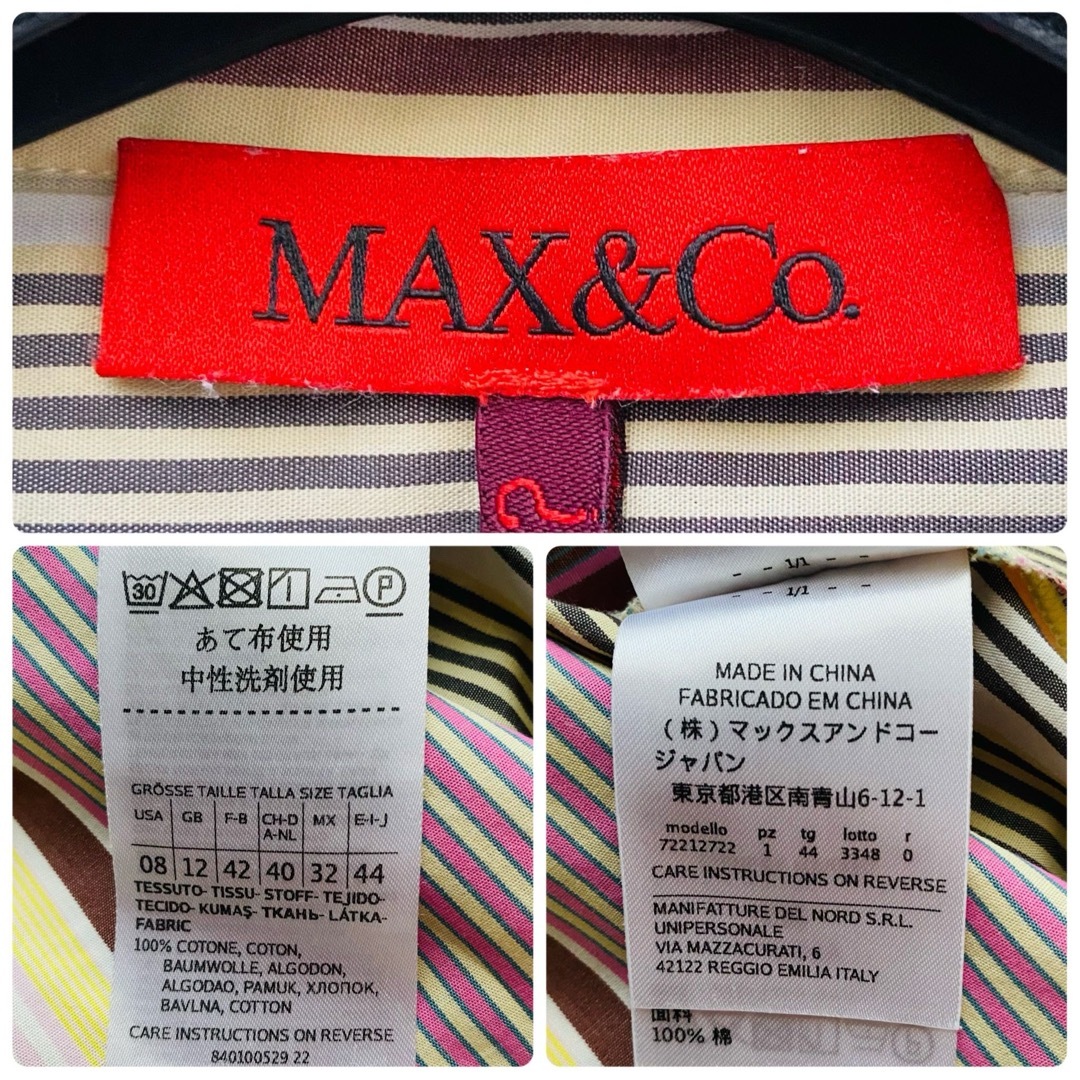 MAX&Co.
30
あて布使用
中性洗剤使用
GRÖSSE TAILLE TALLA SIZE TAGLIA
USA GB F-B CH-D A-NL MX E-I-J
08 12 42 40 32 44
TESSUTO- TISSU- STOFF- TEJIDO-
TECIDO- KUMAŞ- ТКАНЬ- LÁTKA-
FABRIC
100% COTONE, COTON,
BAUMWOLLE, ALGODON,
ALGODAO, PAMUK, ХЛОПОК,
BAVLNA, COTTON
CARE INSTRUCTIONS ON REVERSE
840100529 22
- - 1/1 - -
- - 1/1 - -
MADE IN CHINA
FABRICADO EM CHINA
（株）マックスアンドコー
ジャパン
東京都港区南青山6-12-1
modello pz tg lotto r
72212722 1 44 3348 0
CARE INSTRUCTIONS ON REVERSE
MANIFATTURE DEL NORD S.R.L.
UNIPERSONALE
VIA MAZZACURATI, 6
42122 REGGIO EMILIA ITALY
面料
100% 棉